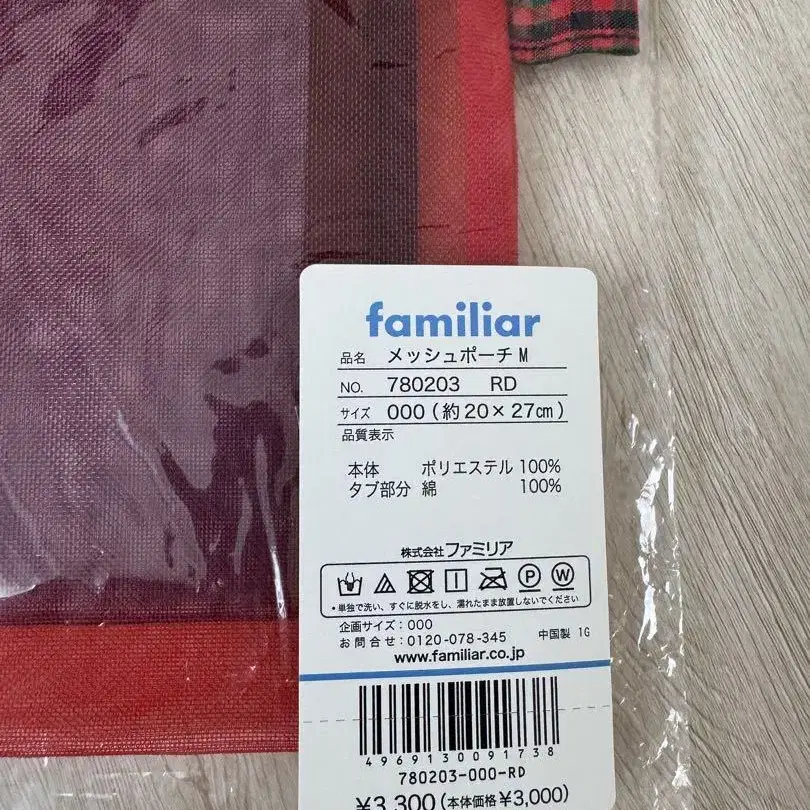 familiar
品名 メッシュポーチ M
NO. 780203 RD
サイズ 000 (約20×27cm)
品質表示
本体 ポリエステル 100%
タブ部分 綿 100%
株式会社 ファミリア
P W
・単独で洗い、すぐに脱水をし、濡れたまま放置しないでください
企画サイズ:000
お問合せ:0120-078-345 中国製 1G
www.familiar.co.jp
4969130091738
780203-000-RD
¥3,300(本体価格¥3,000)